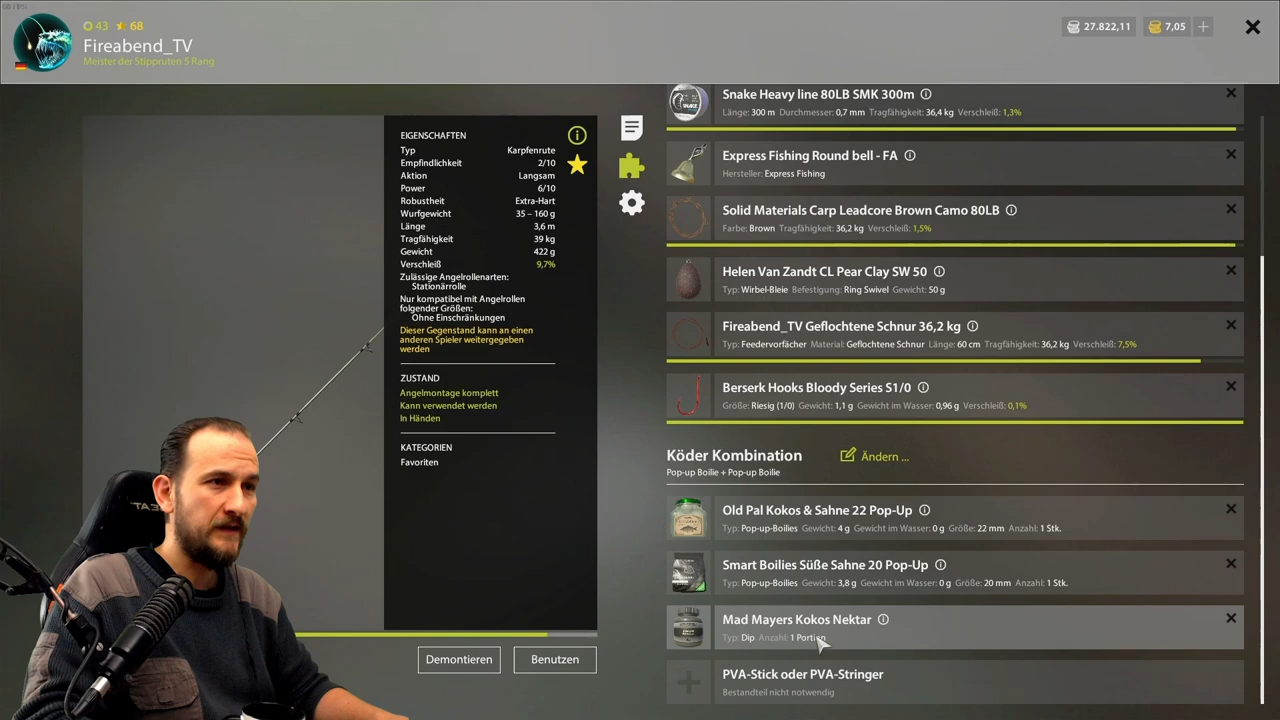 43 68
Fireabend_TV
Meister der Stippruten 5 Rang
27.822,11
7,05
EIGENSCHAFTEN
Typ Karpfenrute
Empfindlichkeit 2/10
Aktion Langsam
Power 6/10
Robustheit Extra-Hart
Wurfgewicht 35 – 160 g
Länge 3,6 m
Tragfähigkeit 39 kg
Gewicht 422 g
Verschleiß 9,7%
Zulässige Angelrollenarten:
Stationärrolle
Nur kompatibel mit Angelrollen
folgender Größen:
Ohne Einschränkungen
Dieser Gegenstand kann an einen
anderen Spieler weitergegeben
werden
ZUSTAND
Angelmontage komplett
Kann verwendet werden
In Händen
KATEGORIEN
Favoriten
Demontieren
Benutzen
Snake Heavy line 80LB SMK 300m
Länge: 300 m Durchmesser: 0,7 mm Tragfähigkeit: 36,4 kg Verschleiß: 1,3%
Express Fishing Round bell - FA
Hersteller: Express Fishing
Solid Materials Carp Leadcore Brown Camo 80LB
Farbe: Brown Tragfähigkeit: 36,2 kg Verschleiß: 1,5%
Helen Van Zandt CL Pear Clay SW 50
Typ: Wirbel-Bleie Befestigung: Ring Swivel Gewicht: 50 g
Fireabend_TV Geflochtene Schnur 36,2 kg
Typ: Feedervorfächer Material: Geflochtene Schnur Länge: 60 cm Tragfähigkeit: 36,2 kg Verschleiß: 7,5%
Berserk Hooks Bloody Series S1/0
Größe: Riesig (1/0) Gewicht: 1,1 g Gewicht im Wasser: 0,96 g Verschleiß: 0,1%
Köder Kombination Ändern ...
Pop-up Boilie + Pop-up Boilie
Old Pal Kokos & Sahne 22 Pop-Up
Typ: Pop-up-Boilies Gewicht: 4 g Gewicht im Wasser: 0 g Größe: 22 mm Anzahl: 1 Stk.
Smart Boilies Süße Sahne 20 Pop-Up
Typ: Pop-up-Boilies Gewicht: 3,8 g Gewicht im Wasser: 0 g Größe: 20 mm Anzahl: 1 Stk.
Mad Mayers Kokos Nektar
Typ: Dip Anzahl: 1 Portion
PVA-Stick oder PVA-Stringer
Bestandteil nicht notwendig